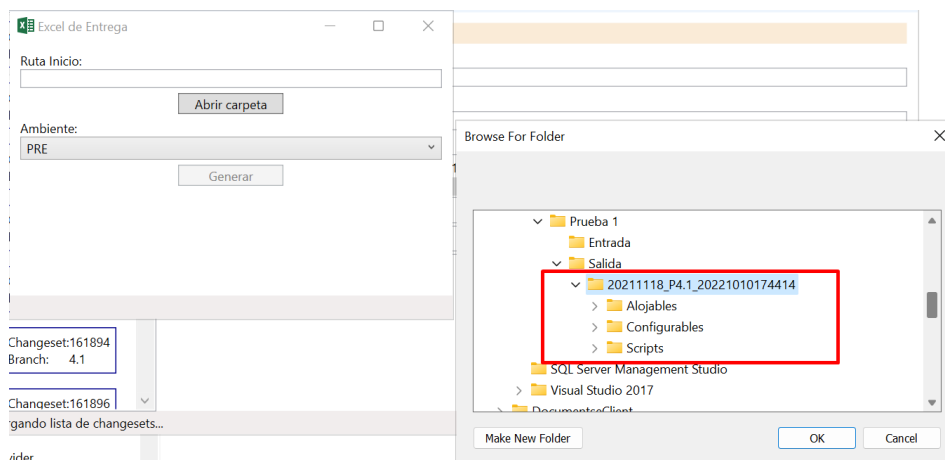 Excel de Entrega
Ruta Inicio:
Abrir carpeta
Ambiente:
PRE
Generar
Changeset:161894
Branch: 4.1
Changeset:161896
rgando lista de changesets...
vider
Browse For Folder
Prueba 1
Entrada
Salida
20211118_P4.1_20221010174414
Alojables
Configurables
Scripts
SQL Server Management Studio
Visual Studio 2017
DocumentseClient
Make New Folder
OK
Cancel